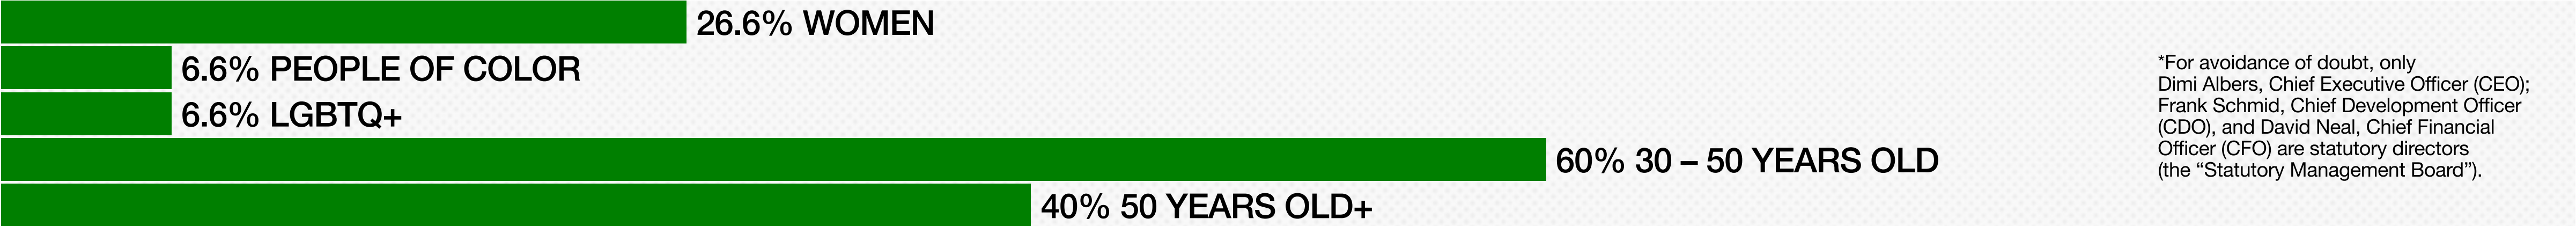 26.6% WOMEN
6.6% PEOPLE OF COLOR
6.6% LGBTQ+
60% 30 – 50 YEARS OLD
40% 50 YEARS OLD+
*For avoidance of doubt, only
Dimi Albers, Chief Executive Officer (CEO);
Frank Schmid, Chief Development Officer
(CDO), and David Neal, Chief Financial
Officer (CFO) are statutory directors
(the “Statutory Management Board”).